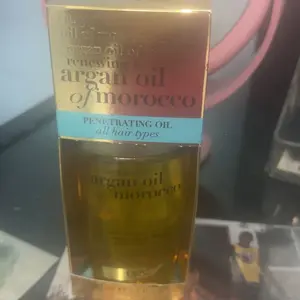 renewing
argan oil
of morocco
PENETRATING OIL
all hair types
argan oil
morocco